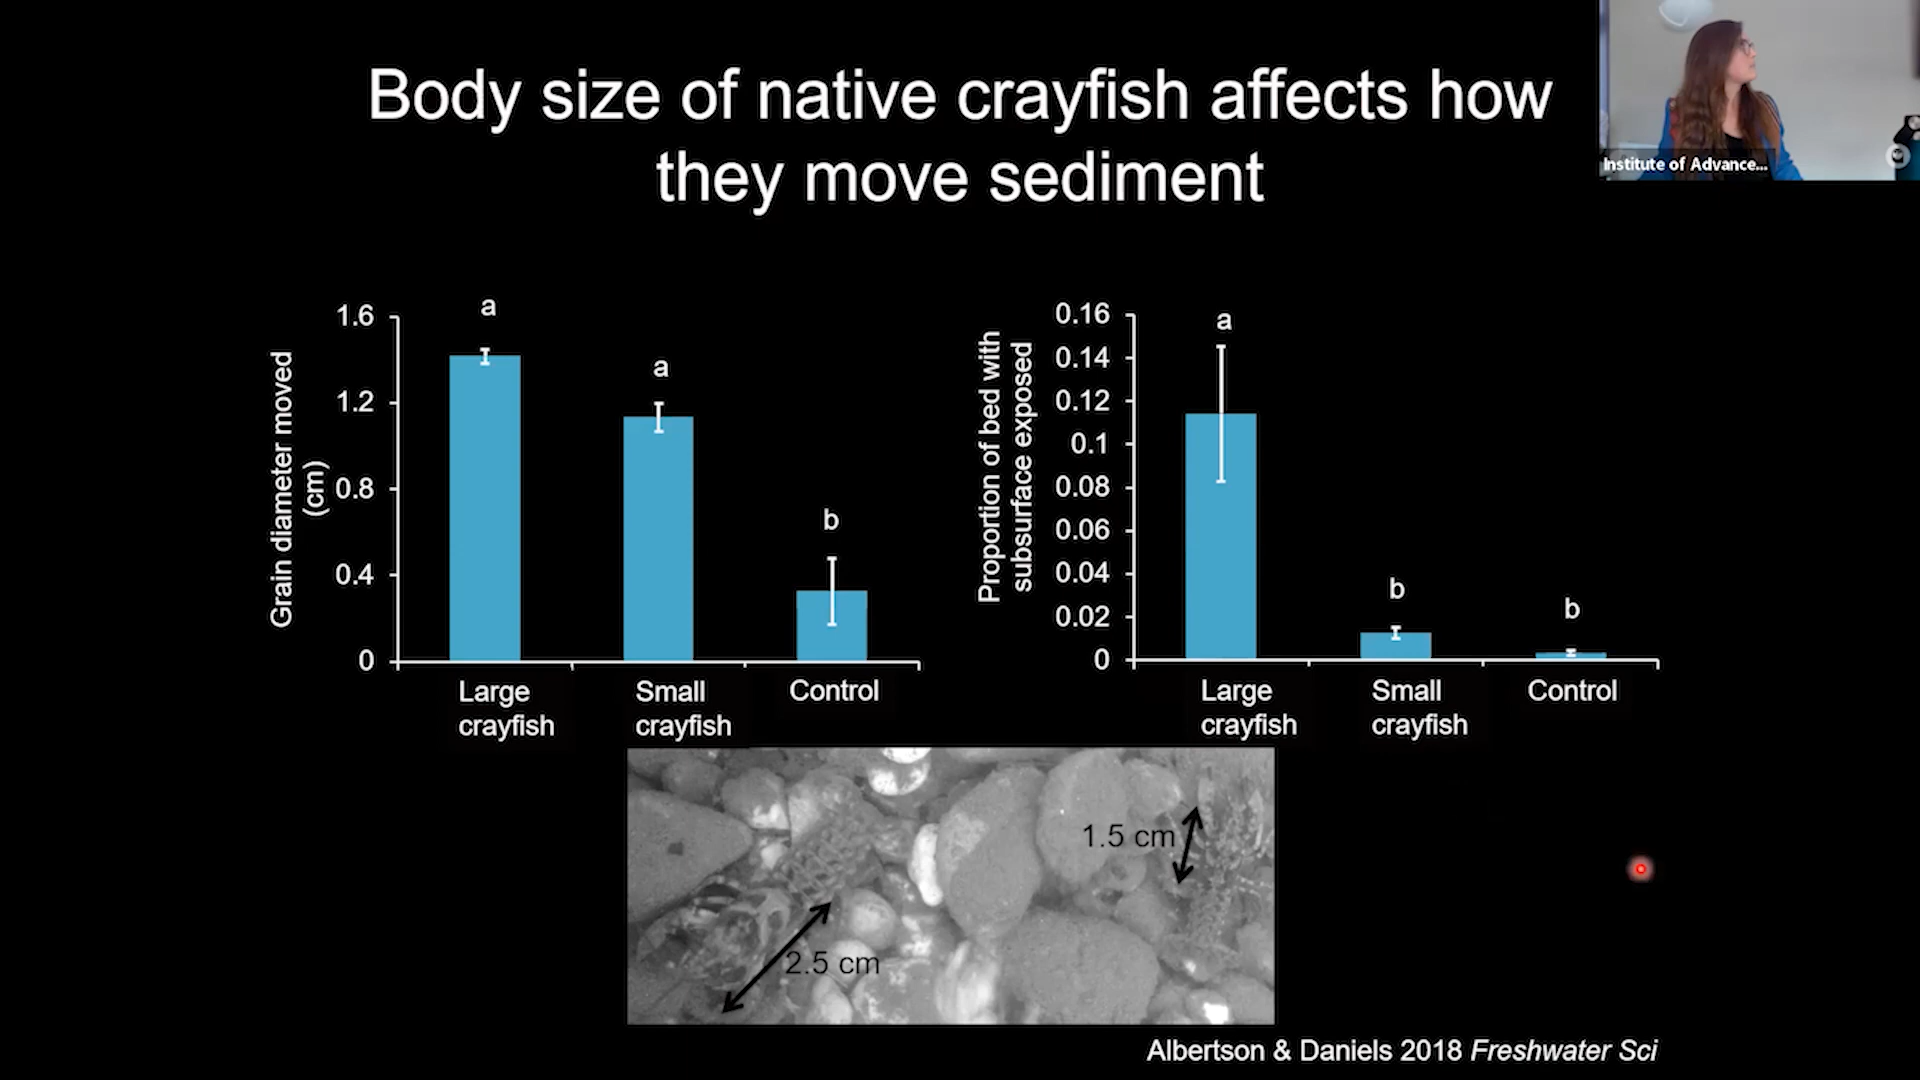 Body size of native crayfish affects how
they move sediment
Institute of Advance...
Grain diameter moved
(cm)
1.6
1.2
0.8
0.4
0
a
a
b
Large
crayfish
Small
crayfish
Control
Proportion of bed with
subsurface exposed
0.16
0.14
0.12
0.1
0.08
0.06
0.04
0.02
0
a
b
b
Large
crayfish
Small
crayfish
Control
1.5 cm
2.5 cm
Albertson & Daniels 2018 Freshwater Sci